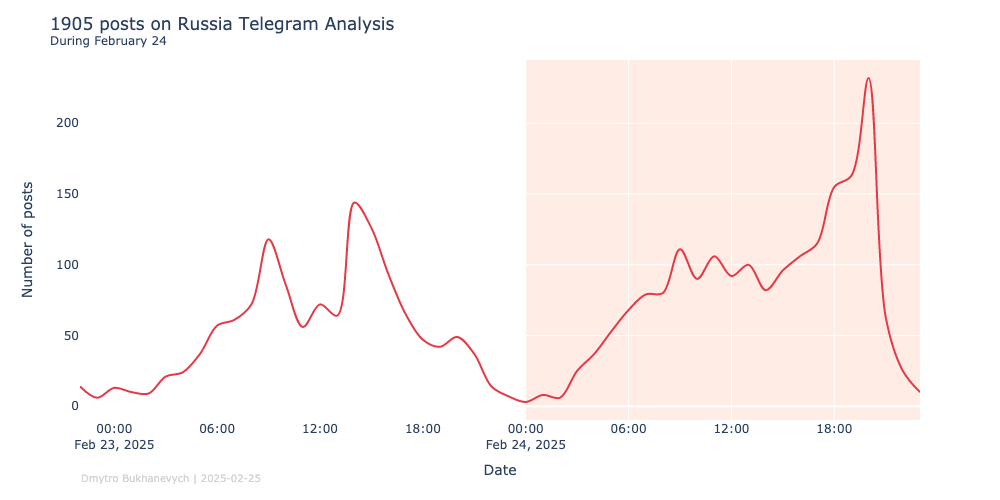 1905 posts on Russia Telegram Analysis
During February 24
Number of posts
200
150
100
50
0
00:00 06:00 12:00 18:00 00:00 06:00 12:00 18:00
Feb 23, 2025 Feb 24, 2025
Date
Dmytro Bukhanevych | 2025-02-25